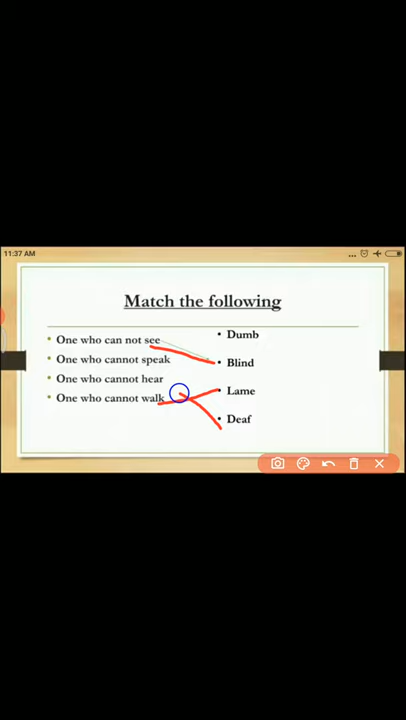 11:37 AM
Match the following
One who can not see
One who cannot speak
One who cannot hear
One who cannot walk
Dumb
Blind
Lame
Deaf